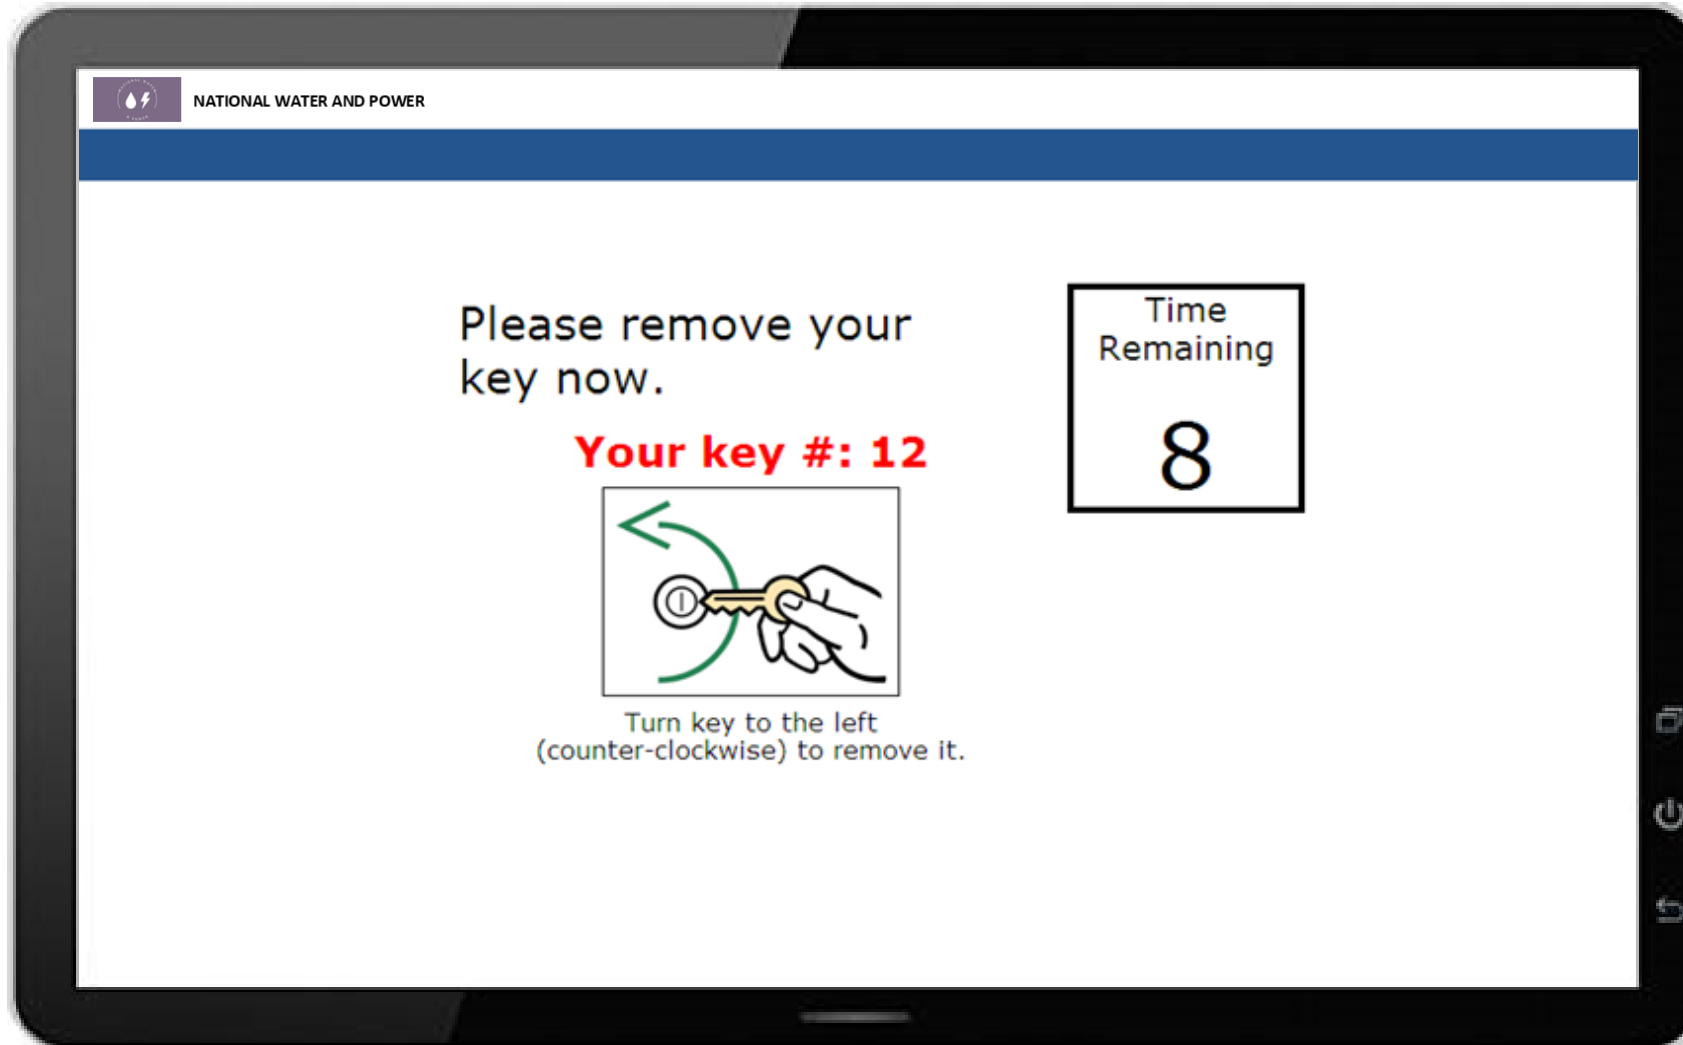 NATIONAL WATER AND POWER
Please remove your
key now.
Your key #: 12
Turn key to the left
(counter-clockwise) to remove it.
Time
Remaining
8